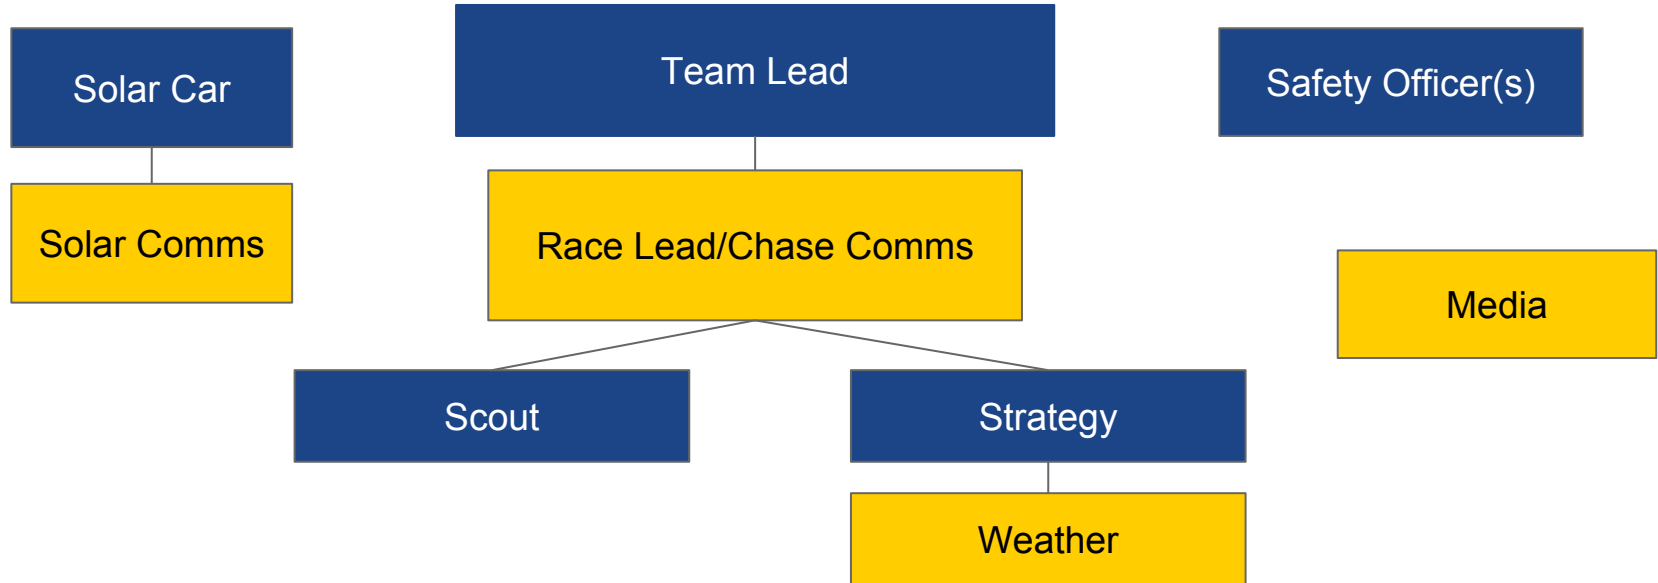 Solar Car
Team Lead
Safety Officer(s)
Solar Comms
Race Lead/Chase Comms
Media
Scout
Strategy
Weather